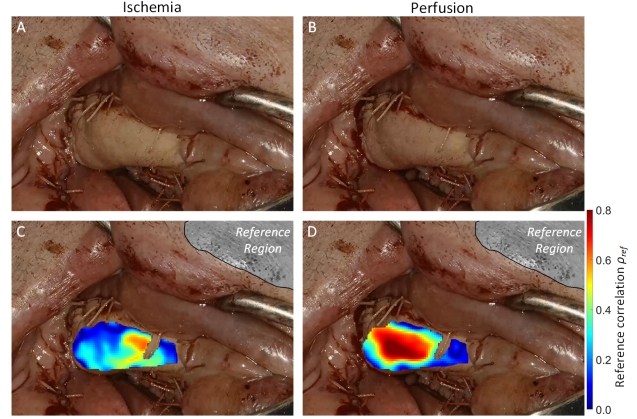 Ischemia
Perfusion
A
B
C
Reference
Region
D
Reference
Region
0.8
0.6
0.4
0.2
0.0
Reference correlation ρref